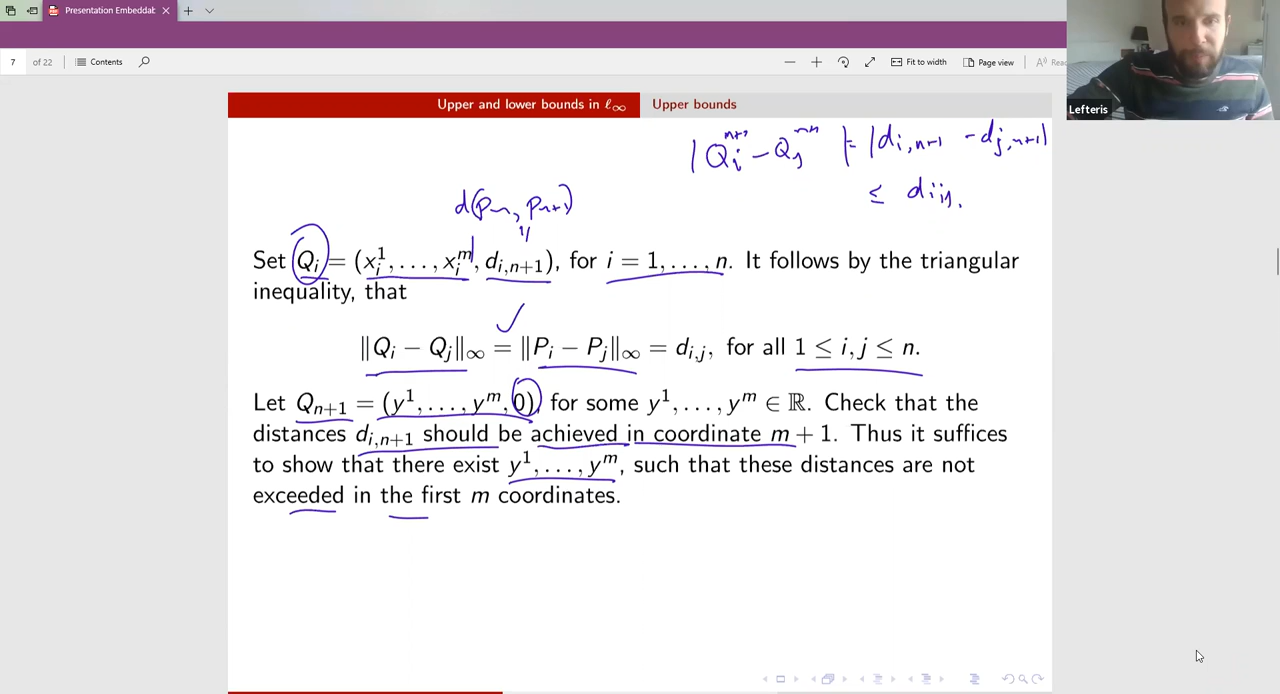 Presentation Embeddab
7 of 22 Contents Fit to width Page view Rea
Lefteris
Upper and lower bounds in ℓ∞ Upper bounds
|Q_i^{n+1} − Q_j^{m+1}| = |d_{i,n+1} − d_{j,n+1}|
≤ d_{i,j}.
d(p_n, p_{n+1})
Set Q_i = (x_i^1, . . . , x_i^m, d_{i,n+1}), for i = 1, . . . , n. It follows by the triangular
inequality, that
‖Q_i − Q_j‖∞ = ‖P_i − P_j‖∞ = d_{i,j}, for all 1 ≤ i, j ≤ n.
Let Q_{n+1} = (y^1, . . . , y^m, 0), for some y^1, . . . , y^m ∈ ℝ. Check that the
distances d_{i,n+1} should be achieved in coordinate m + 1. Thus it suffices
to show that there exist y^1, . . . , y^m, such that these distances are not
exceeded in the first m coordinates.